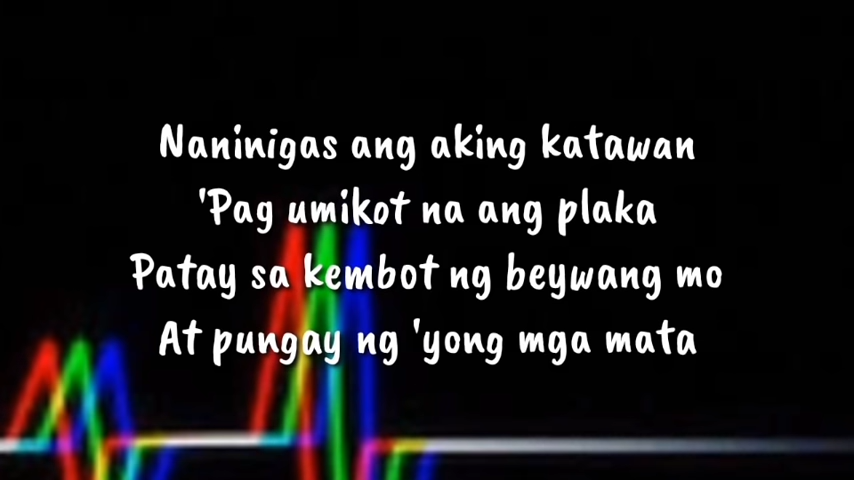 Naninigas ang aking katawan
'Pag umikot na ang plaka
Patay sa kembot ng beywang mo
At pungay ng 'yong mga mata